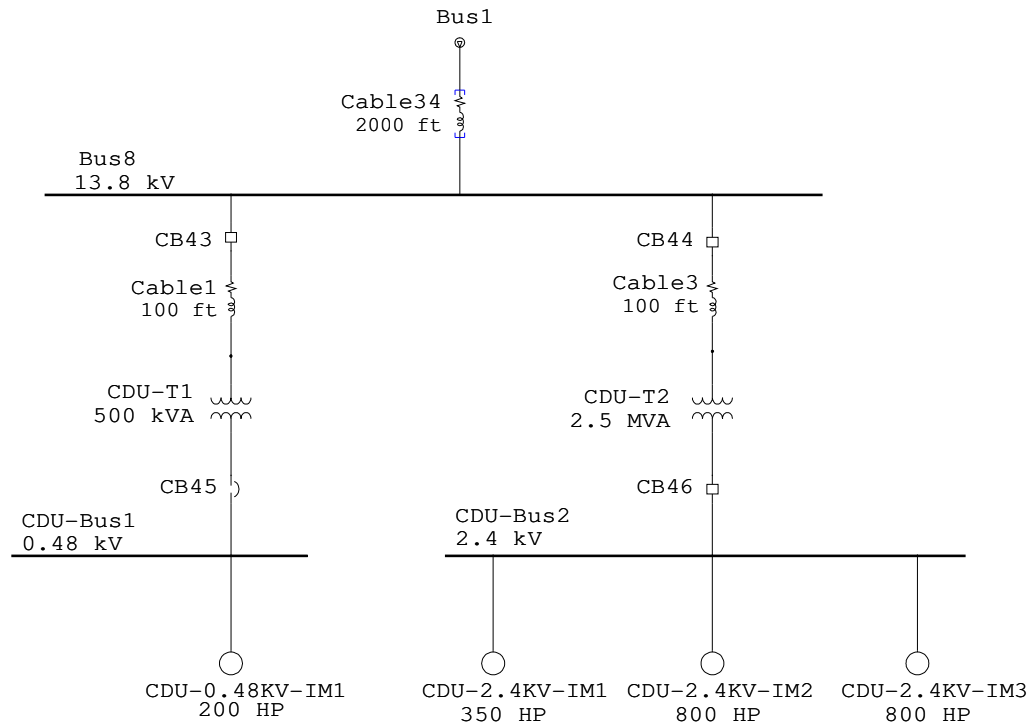 Bus1
Cable34
2000 ft
Bus8
13.8 kV
CB43
CB44
Cable1
100 ft
Cable3
100 ft
CDU-T1
500 kVA
CDU-T2
2.5 MVA
CB45
CB46
CDU-Bus1
0.48 kV
CDU-Bus2
2.4 kV
CDU-0.48KV-IM1
200 HP
CDU-2.4KV-IM1
350 HP
CDU-2.4KV-IM2
800 HP
CDU-2.4KV-IM3
800 HP